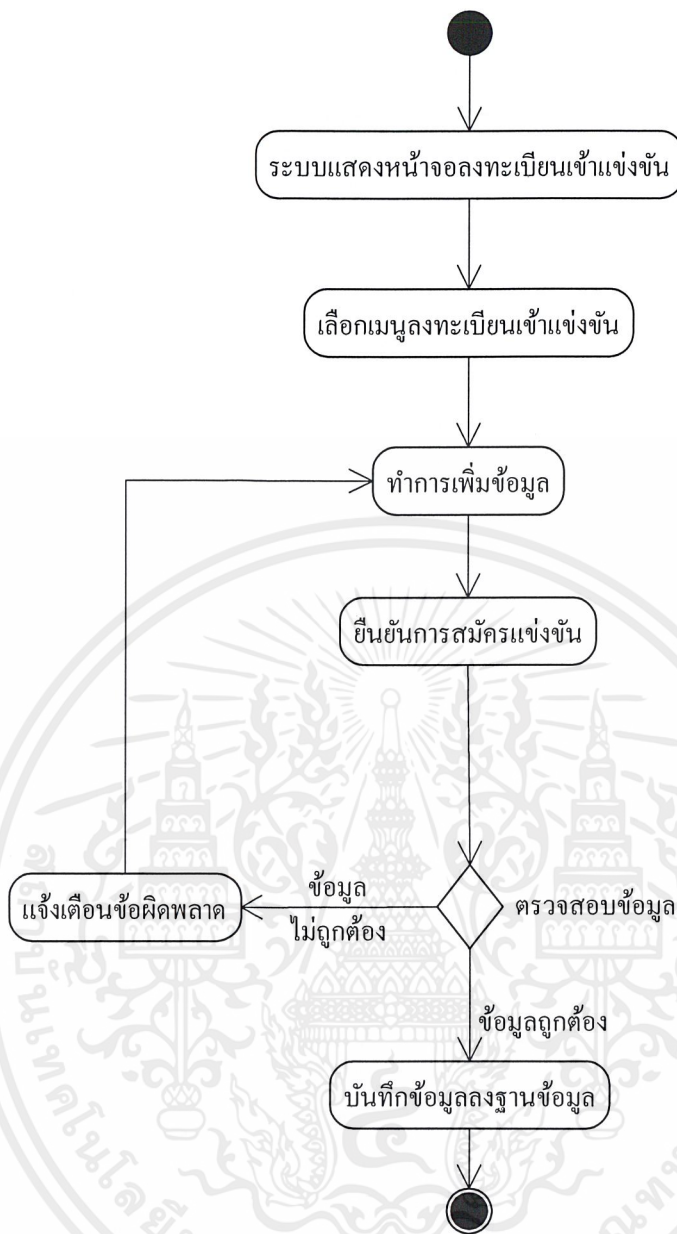 ระบบแสดงหน้าจอลงทะเบียนเข้าแข่งขัน
เลือกเมนูลงทะเบียนเข้าแข่งขัน
ทำการเพิ่มข้อมูล
ยืนยันการสมัครแข่งขัน
แจ้งเตือนข้อผิดพลาด
ข้อมูล
ไม่ถูกต้อง
ตรวจสอบข้อมูล
ข้อมูลถูกต้อง
บันทึกข้อมูลลงฐานข้อมูล